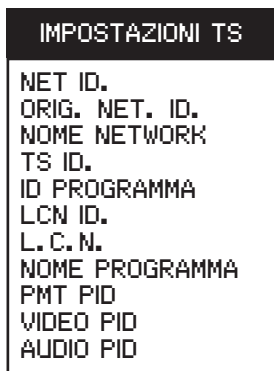 IMPOSTAZIONI TS
NET ID.
ORIG. NET. ID.
NOME NETWORK
TS ID.
ID PROGRAMMA
LCN ID.
L.C.N.
NOME PROGRAMMA
PMT PID
VIDEO PID
AUDIO PID